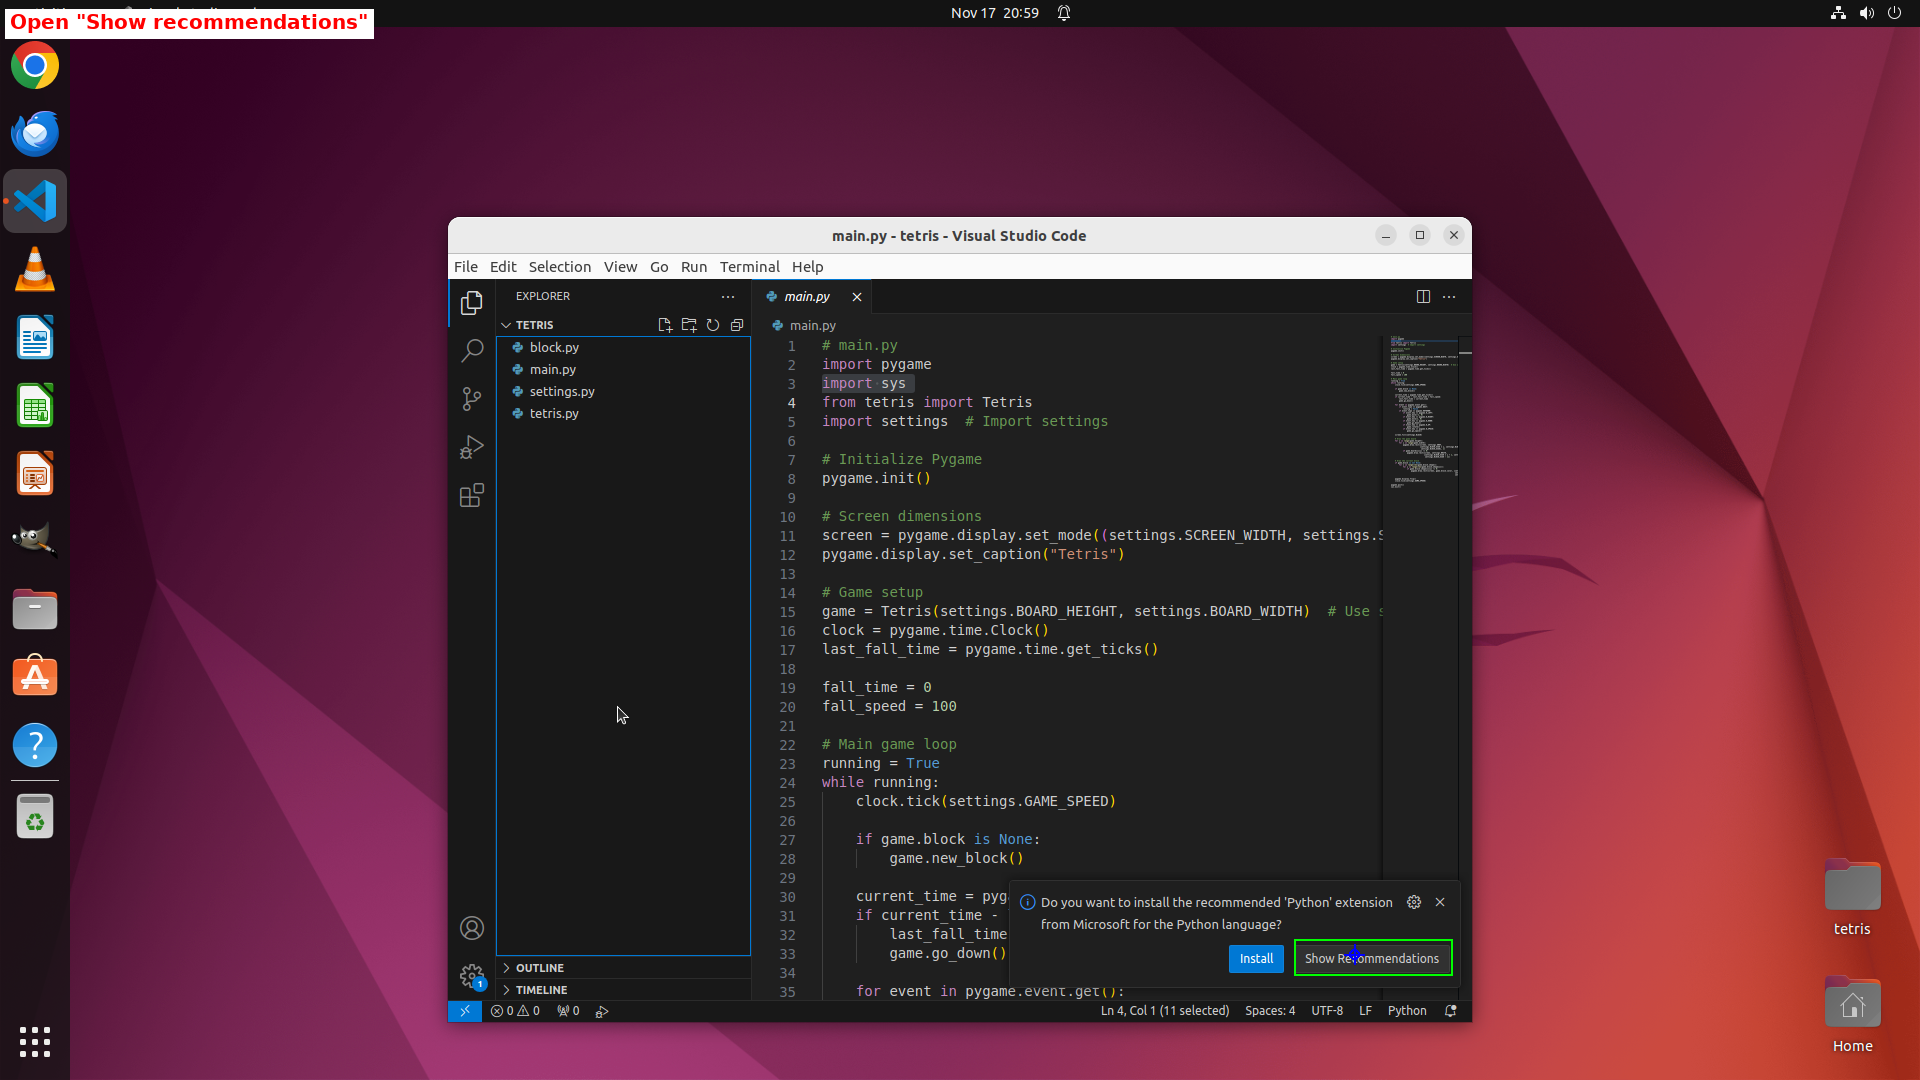 Open "Show recommendations"
Nov 17 20:59
main.py - tetris - Visual Studio Code
File Edit Selection View Go Run Terminal Help
EXPLORER
main.py
TETRIS
main.py
block.py
main.py
settings.py
tetris.py
1 # main.py
2 import pygame
3 import sys
4 from tetris import Tetris
5 import settings # Import settings
6
7 # Initialize Pygame
8 pygame.init()
9
10 # Screen dimensions
11 screen = pygame.display.set_mode((settings.SCREEN_WIDTH, settings.S
12 pygame.display.set_caption("Tetris")
13
14 # Game setup
15 game = Tetris(settings.BOARD_HEIGHT, settings.BOARD_WIDTH) # Use s
16 clock = pygame.time.Clock()
17 last_fall_time = pygame.time.get_ticks()
18
19 fall_time = 0
20 fall_speed = 100
21
22 # Main game loop
23 running = True
24 while running:
25 clock.tick(settings.GAME_SPEED)
26
27 if game.block is None:
28 game.new_block()
29
30 current_time = pyg
31 if current_time -
32 last_fall_time
33 game.go_down()
34
35 for event in pygame.event.get():
Do you want to install the recommended 'Python' extension
from Microsoft for the Python language?
Install
Show Recommendations
OUTLINE
TIMELINE
1
0 0 0
Ln 4, Col 1 (11 selected) Spaces: 4 UTF-8 LF Python
tetris
Home